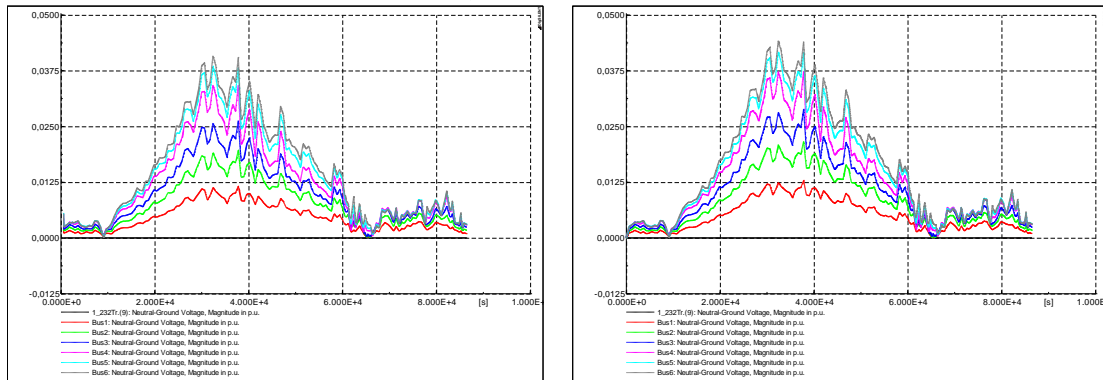 0,0500
0,0375
0,0250
0,0125
0,0000
-0,0125
0.000E+0 2.000E+4 4.000E+4 6.000E+4 8.000E+4 [s] 1.000E+
1_232Tr.(9): Neutral-Ground Voltage, Magnitude in p.u.
Bus1: Neutral-Ground Voltage, Magnitude in p.u.
Bus2: Neutral-Ground Voltage, Magnitude in p.u.
Bus3: Neutral-Ground Voltage, Magnitude in p.u.
Bus4: Neutral-Ground Voltage, Magnitude in p.u.
Bus5: Neutral-Ground Voltage, Magnitude in p.u.
Bus6: Neutral-Ground Voltage, Magnitude in p.u.
0,0500
0,0375
0,0250
0,0125
0,0000
-0,0125
0.000E+0 2.000E+4 4.000E+4 6.000E+4 8.000E+4 [s] 1.000E+
1_232Tr.(9): Neutral-Ground Voltage, Magnitude in p.u.
Bus1: Neutral-Ground Voltage, Magnitude in p.u.
Bus2: Neutral-Ground Voltage, Magnitude in p.u.
Bus3: Neutral-Ground Voltage, Magnitude in p.u.
Bus4: Neutral-Ground Voltage, Magnitude in p.u.
Bus5: Neutral-Ground Voltage, Magnitude in p.u.
Bus6: Neutral-Ground Voltage, Magnitude in p.u.